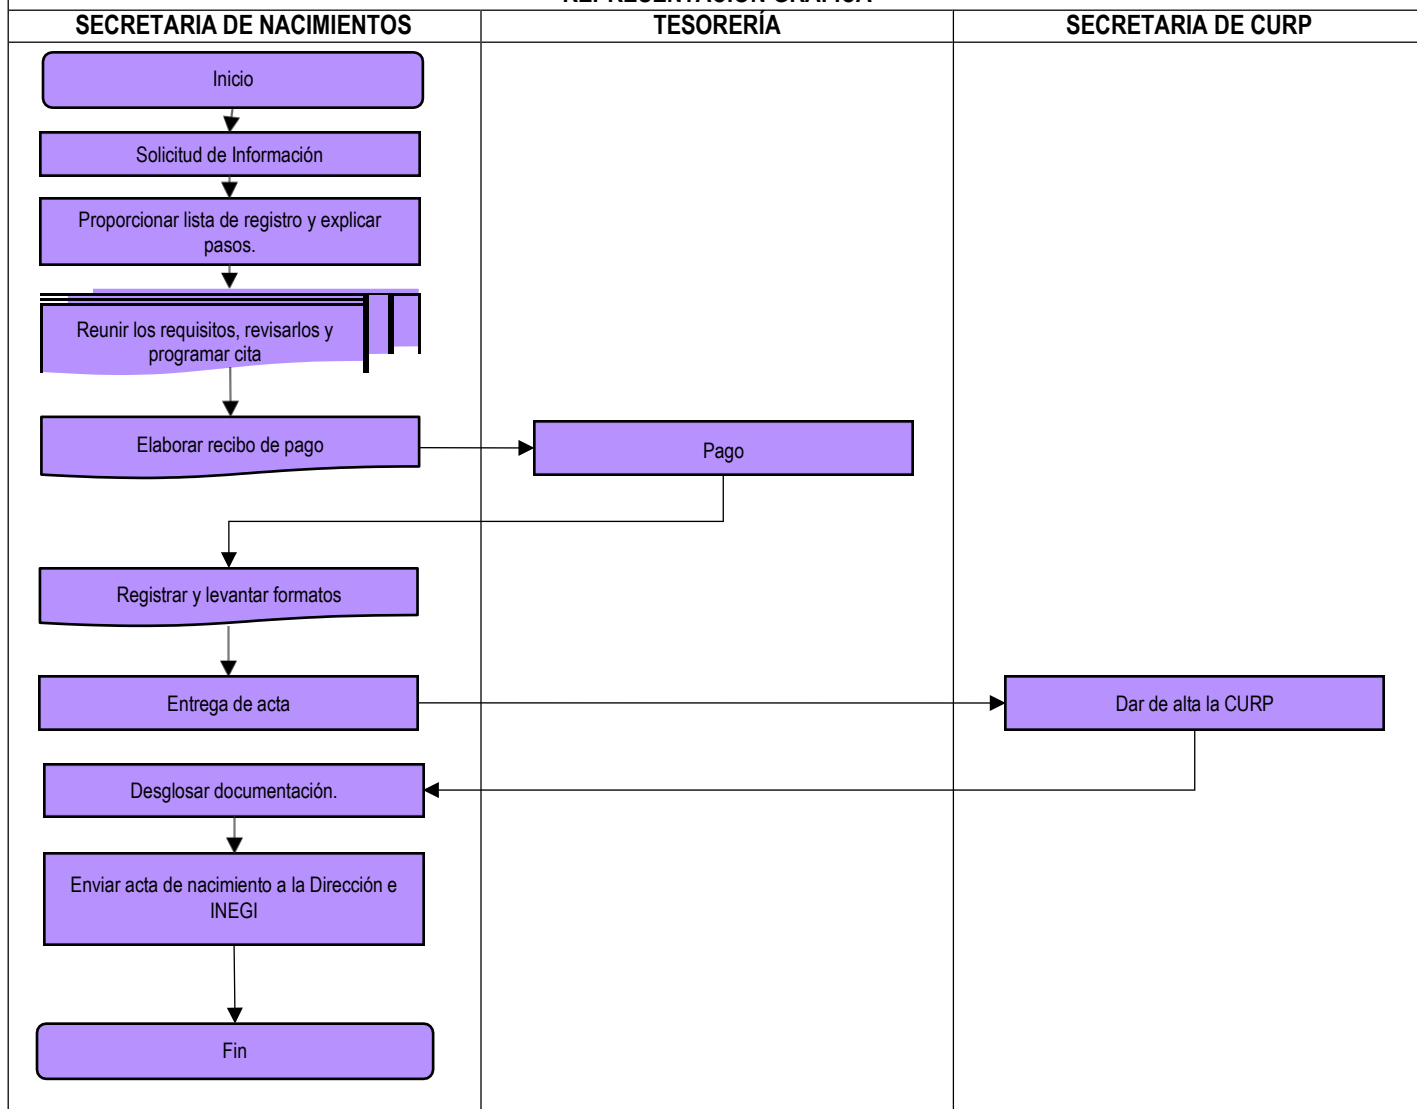 REPRESENTACIÓN GRÁFICA
SECRETARIA DE NACIMIENTOS
TESORERÍA
SECRETARIA DE CURP
Inicio
Solicitud de Información
Proporcionar lista de registro y explicar
pasos.
Reunir los requisitos, revisarlos y
programar cita
Elaborar recibo de pago
Pago
Registrar y levantar formatos
Entrega de acta
Dar de alta la CURP
Desglosar documentación.
Enviar acta de nacimiento a la Dirección e
INEGI
Fin